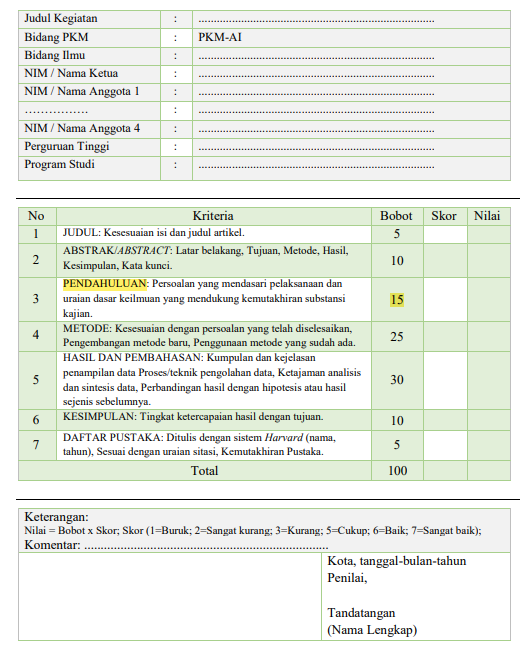 Judul Kegiatan : ............................................................................
Bidang PKM : PKM-AI
Bidang Ilmu : ............................................................................
NIM / Nama Ketua : ............................................................................
NIM / Nama Anggota 1 : ............................................................................
……………. : ............................................................................
NIM / Nama Anggota 4 : ............................................................................
Perguruan Tinggi : ............................................................................
Program Studi : ............................................................................
No Kriteria Bobot Skor Nilai
1 JUDUL: Kesesuaian isi dan judul artikel. 5
2 ABSTRAK/ABSTRACT: Latar belakang, Tujuan, Metode, Hasil, 10
Kesimpulan, Kata kunci.
3 PENDAHULUAN: Persoalan yang mendasari pelaksanaan dan 15
uraian dasar keilmuan yang mendukung kemutakhiran substansi
kajian.
4 METODE: Kesesuaian dengan persoalan yang telah diselesaikan, 25
Pengembangan metode baru, Penggunaan metode yang sudah ada.
5 HASIL DAN PEMBAHASAN: Kumpulan dan kejelasan 30
penampilan data Proses/teknik pengolahan data, Ketajaman analisis
dan sintesis data, Perbandingan hasil dengan hipotesis atau hasil
sejenis sebelumnya.
6 KESIMPULAN: Tingkat ketercapaian hasil dengan tujuan. 10
7 DAFTAR PUSTAKA: Ditulis dengan sistem Harvard (nama, 5
tahun), Sesuai dengan uraian sitasi, Kemutakhiran Pustaka.
Total 100
Keterangan:
Nilai = Bobot x Skor; Skor (1=Buruk; 2=Sangat kurang; 3=Kurang; 5=Cukup; 6=Baik; 7=Sangat baik);
Komentar: ..........................................................................
Kota, tanggal-bulan-tahun
Penilai,
Tandatangan
(Nama Lengkap)